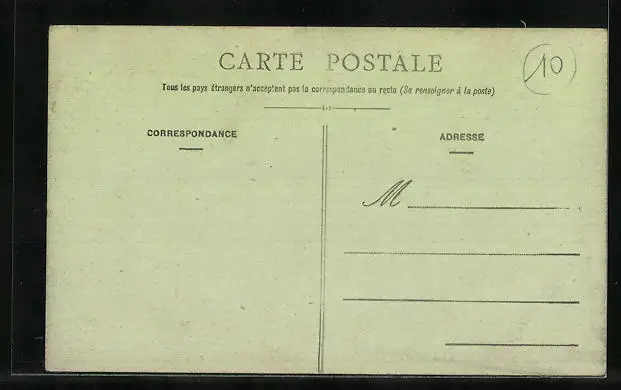 CARTE POSTALE
10
Tous les pays étrangers n'acceptent pas la correspondance au recto (Se renseigner à la poste)
CORRESPONDANCE
ADRESSE
M